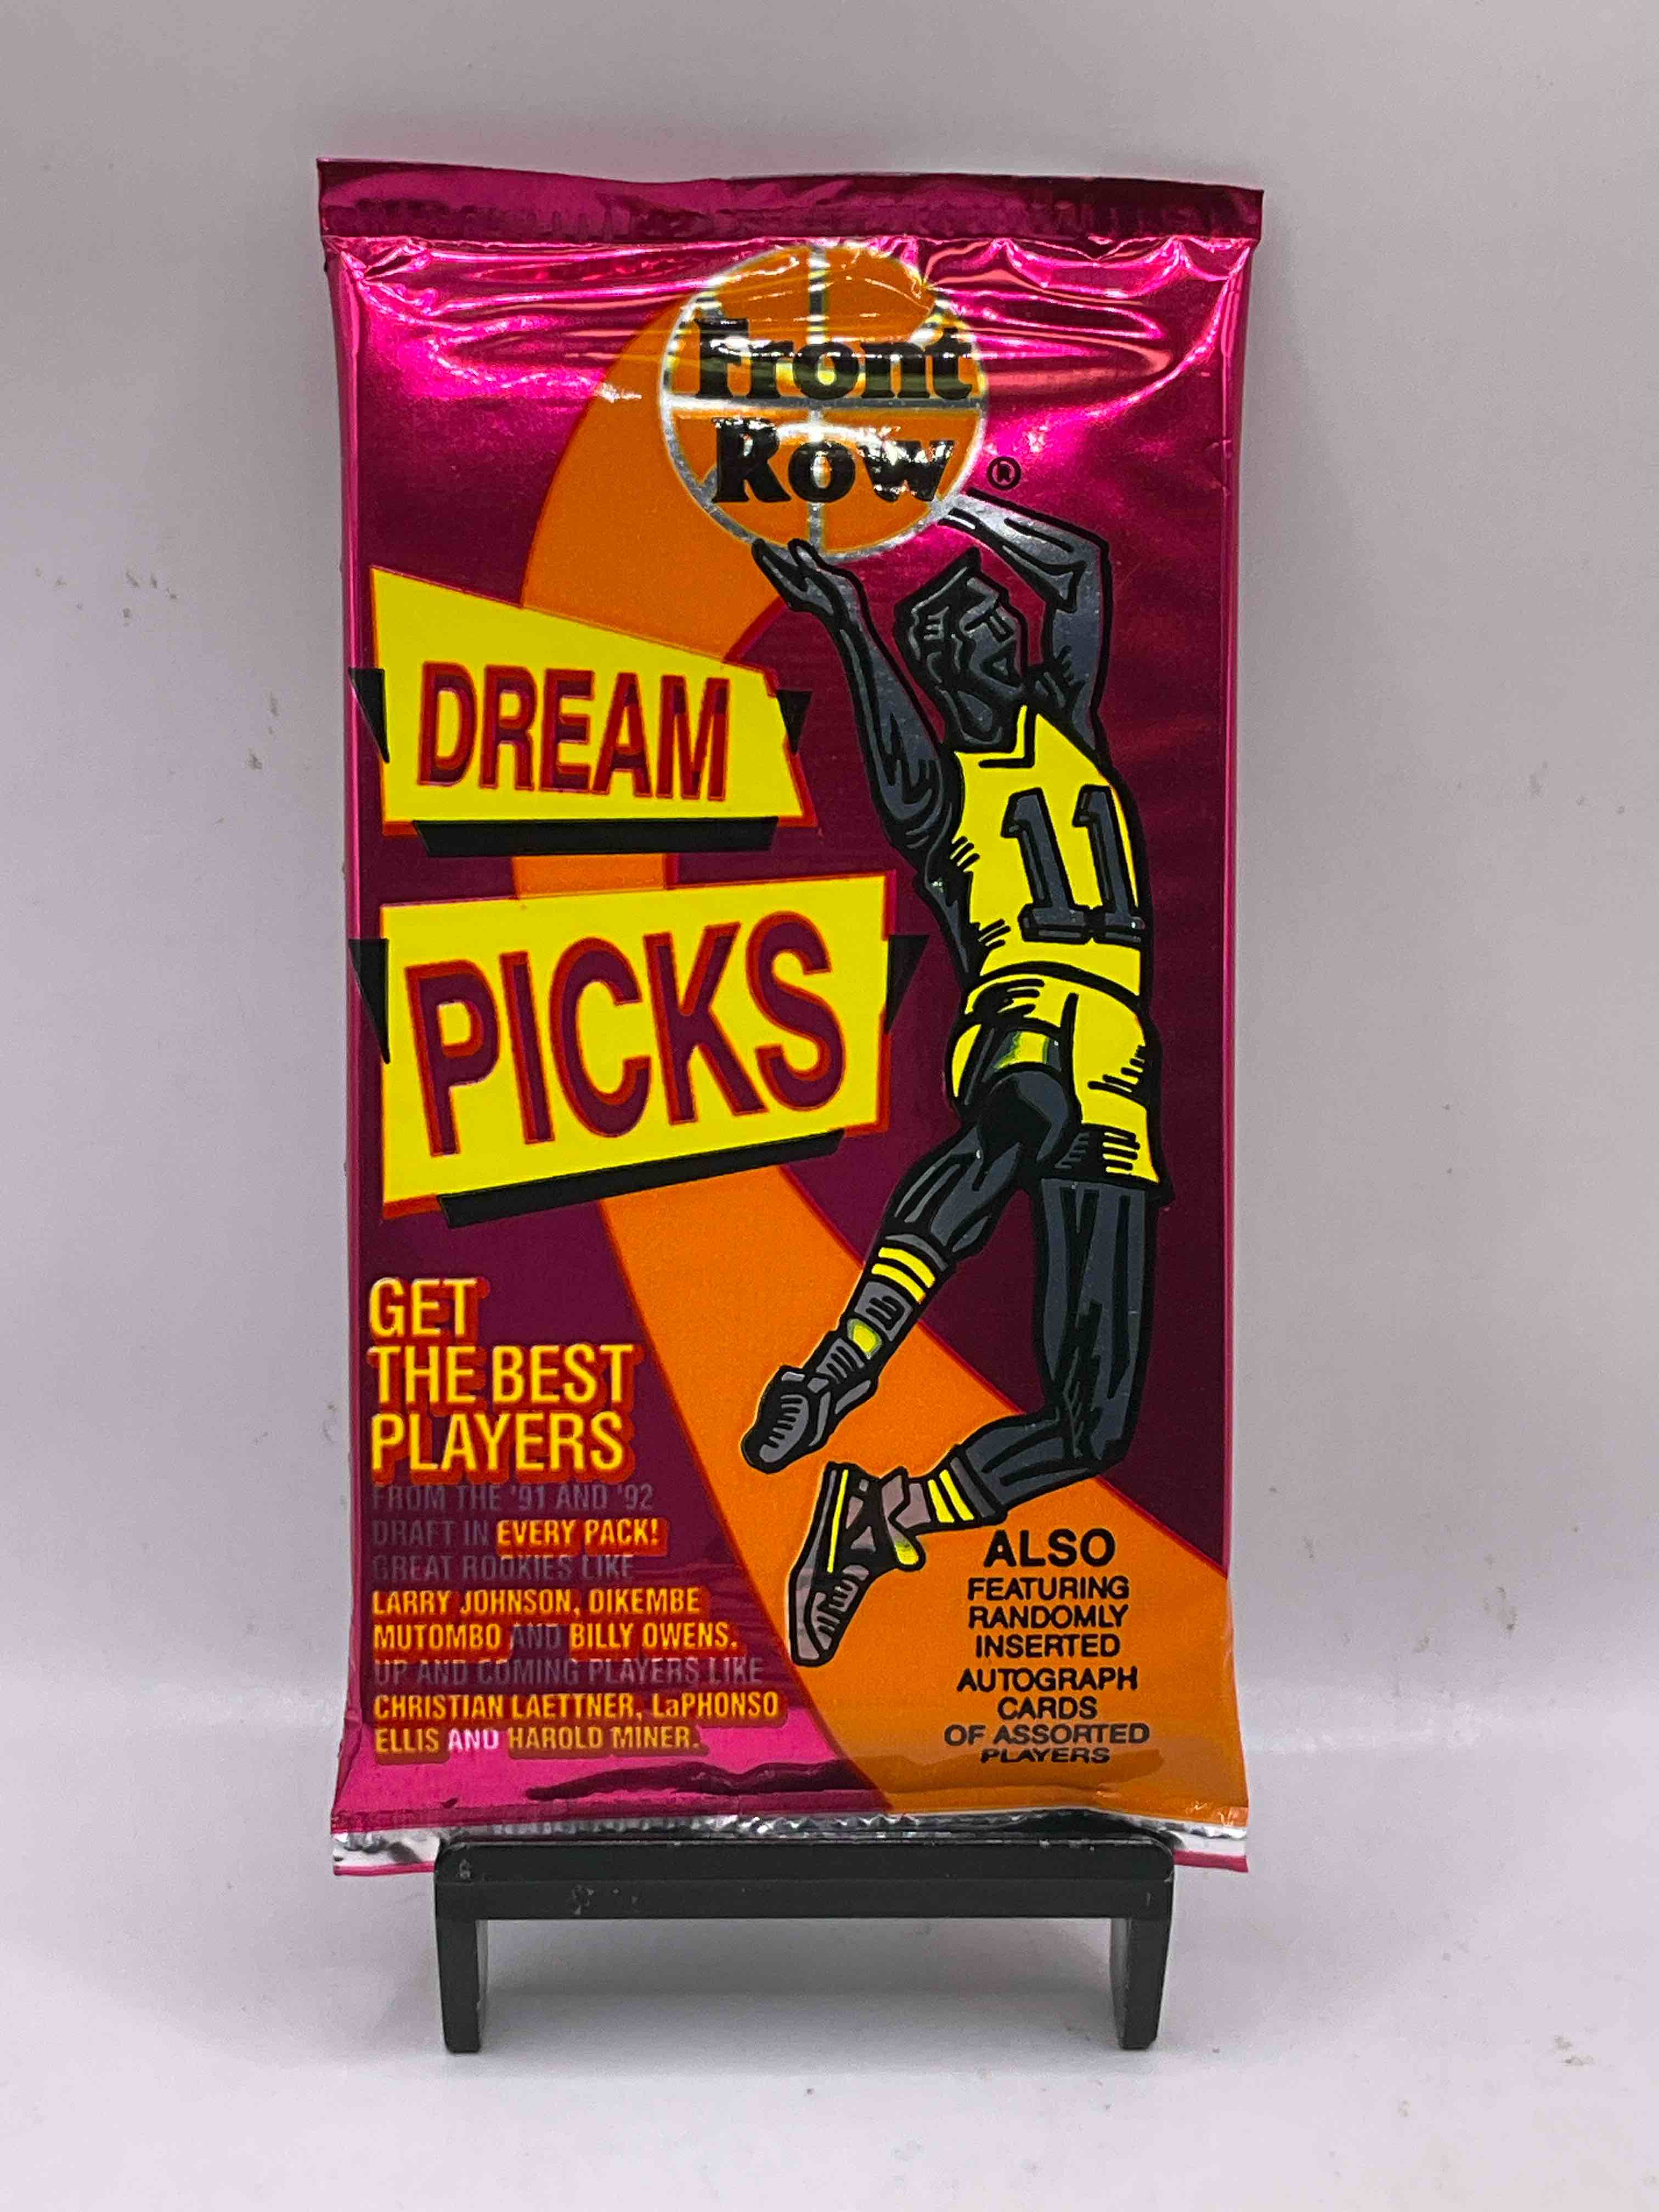 Front
Row
®
DREAM
PICKS
11
GET
THE BEST
PLAYERS
FROM THE '91 AND '92
DRAFT IN EVERY PACK!
GREAT ROOKIES LIKE
LARRY JOHNSON, DIKEMBE
MUTOMBO AND BILLY OWENS.
UP AND COMING PLAYERS LIKE
CHRISTIAN LAETTNER, LaPHONSO
ELLIS AND HAROLD MINER.
ALSO
FEATURING
RANDOMLY
INSERTED
AUTOGRAPH
CARDS
OF ASSORTED
PLAYERS